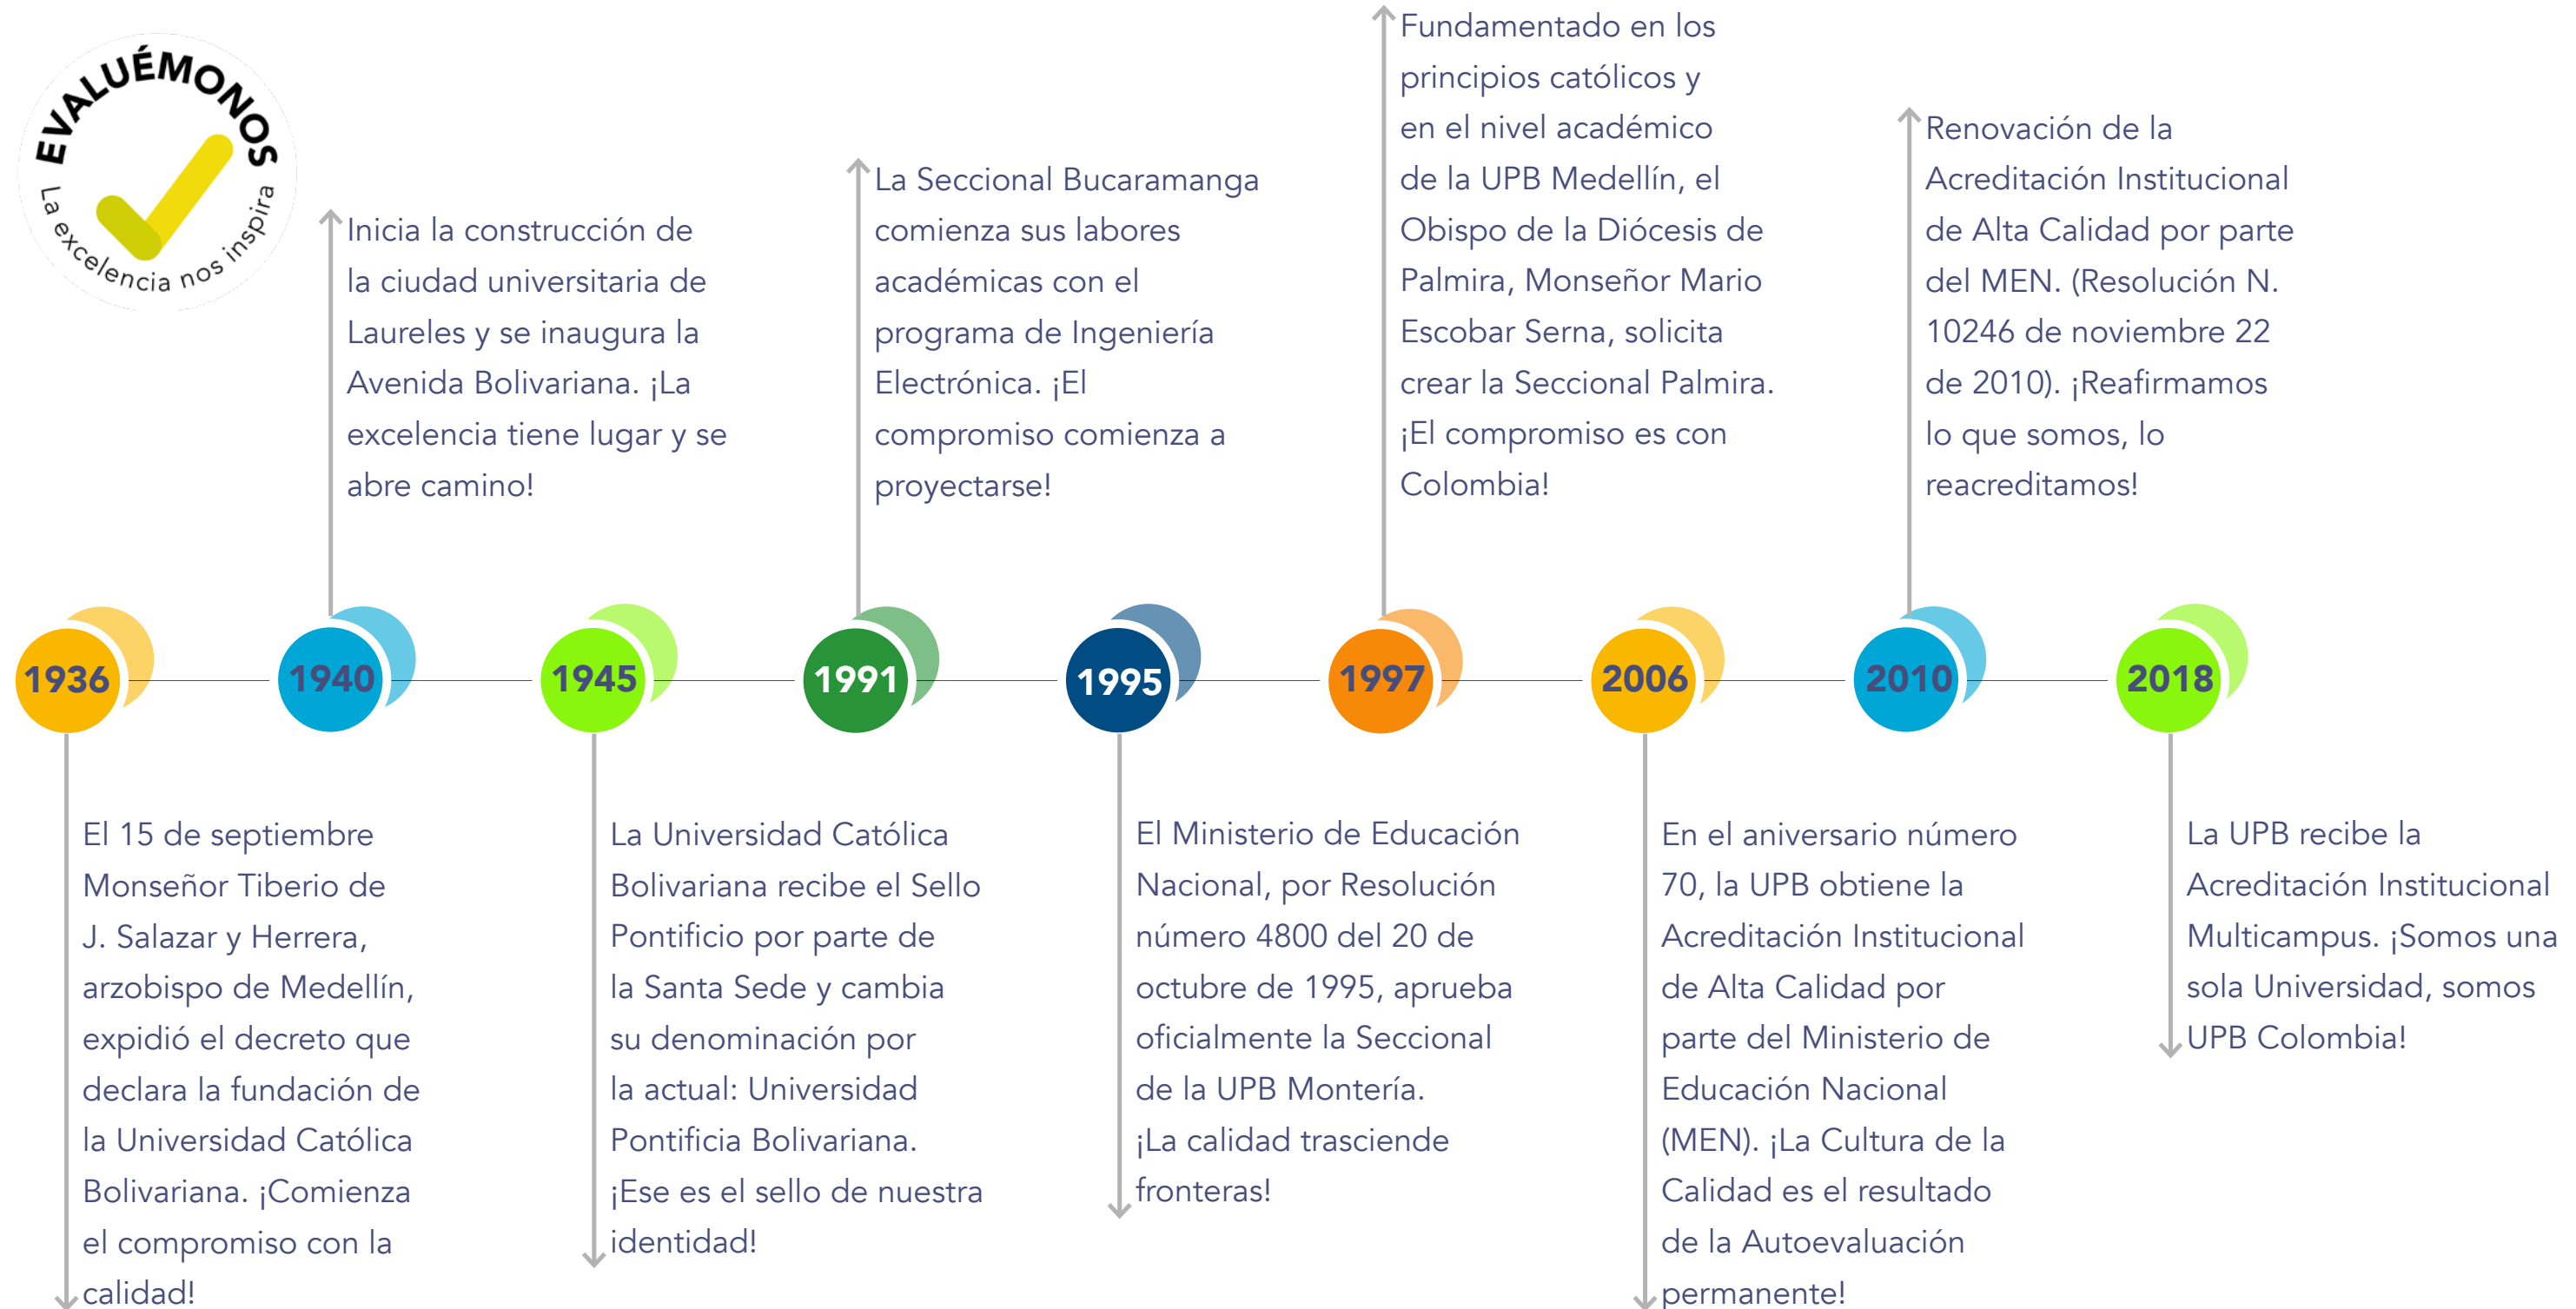 EVALUÉMONOS
La excelencia nos inspira
1936
El 15 de septiembre
Monseñor Tiberio de
J. Salazar y Herrera,
arzobispo de Medellín,
expidió el decreto que
declara la fundación de
la Universidad Católica
Bolivariana. ¡Comienza
el compromiso con la
calidad!
1940
Inicia la construcción de
la ciudad universitaria de
Laureles y se inaugura la
Avenida Bolivariana. ¡La
excelencia tiene lugar y se
abre camino!
1945
La Universidad Católica
Bolivariana recibe el Sello
Pontificio por parte de
la Santa Sede y cambia
su denominación por
la actual: Universidad
Pontificia Bolivariana.
¡Ese es el sello de nuestra
identidad!
1991
La Seccional Bucaramanga
comienza sus labores
académicas con el
programa de Ingeniería
Electrónica. ¡El
compromiso comienza a
proyectarse!
1995
El Ministerio de Educación
Nacional, por Resolución
número 4800 del 20 de
octubre de 1995, aprueba
oficialmente la Seccional
de la UPB Montería.
¡La calidad trasciende
fronteras!
1997
Fundamentado en los
principios católicos y
en el nivel académico
de la UPB Medellín, el
Obispo de la Diócesis de
Palmira, Monseñor Mario
Escobar Serna, solicita
crear la Seccional Palmira.
¡El compromiso es con
Colombia!
2006
En el aniversario número
70, la UPB obtiene la
Acreditación Institucional
de Alta Calidad por
parte del Ministerio de
Educación Nacional
(MEN). ¡La Cultura de la
Calidad es el resultado
de la Autoevaluación
permanente!
2010
Renovación de la
Acreditación Institucional
de Alta Calidad por parte
del MEN. (Resolución N.
10246 de noviembre 22
de 2010). ¡Reafirmamos
lo que somos, lo
reacreditamos!
2018
La UPB recibe la
Acreditación Institucional
Multicampus. ¡Somos una
sola Universidad, somos
UPB Colombia!